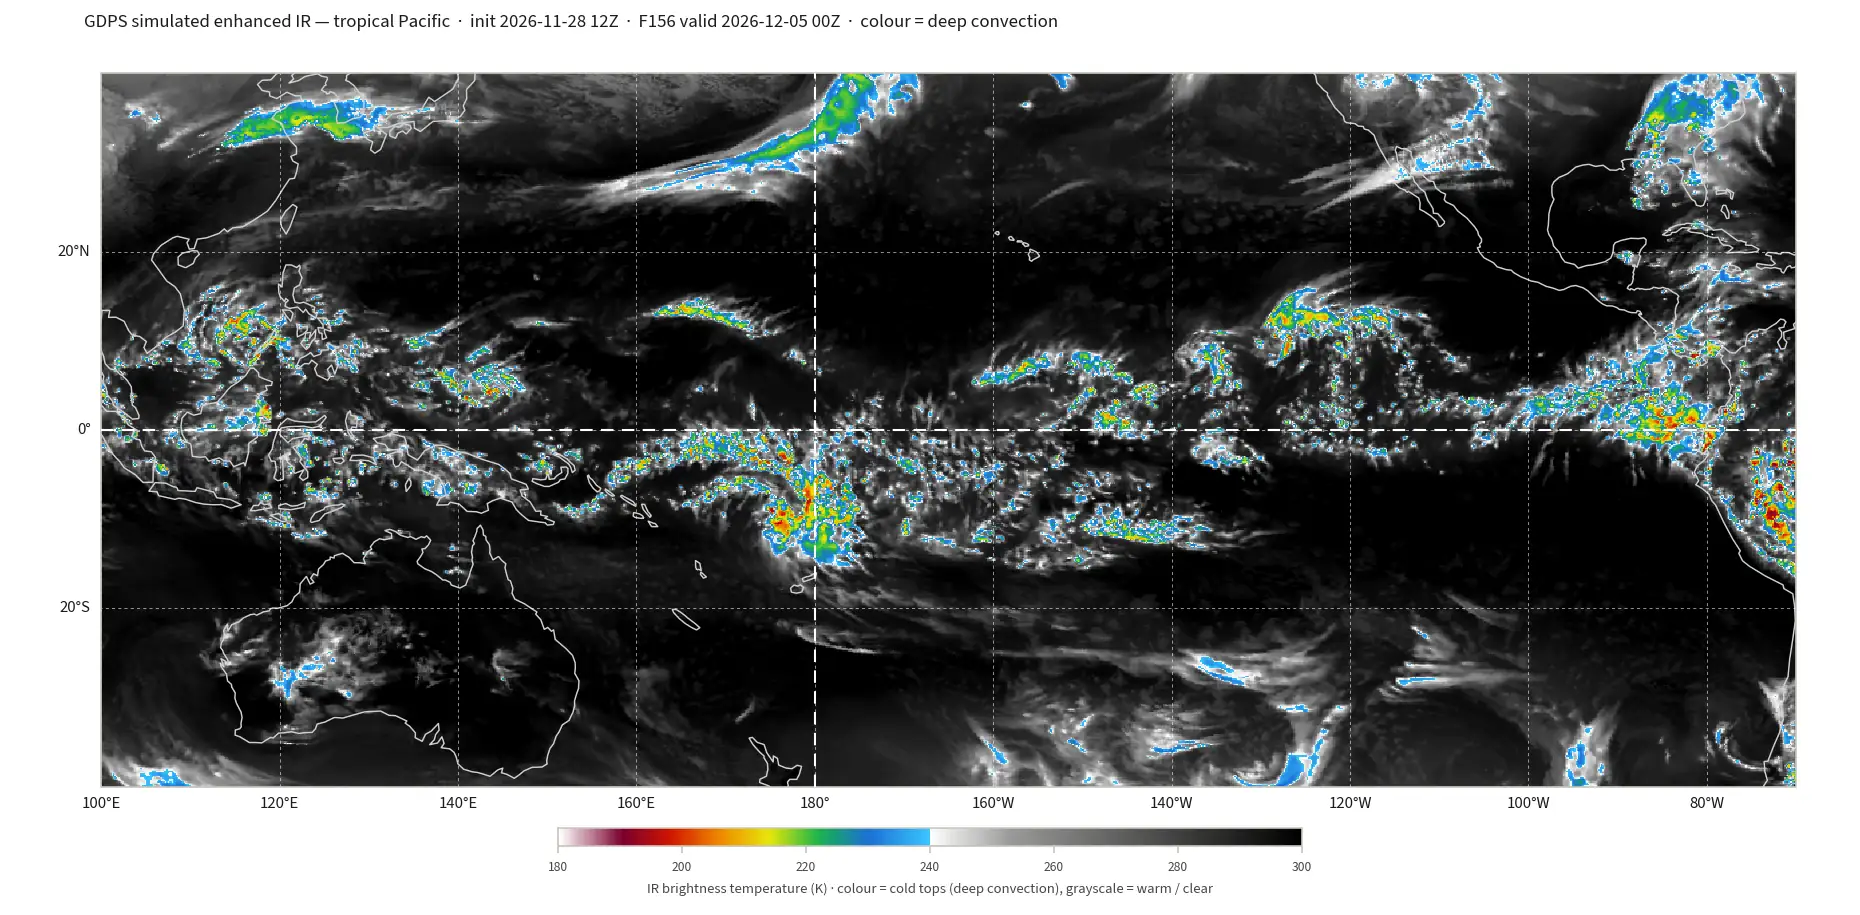 GDPS simulated enhanced IR — tropical Pacific · init 2026-11-28 12Z · F156 valid 2026-12-05 00Z · colour = deep convection
20°N
0°
20°S
100°E 120°E 140°E 160°E 180° 160°W 140°W 120°W 100°W 80°W
180 200 220 240 260 280 300
IR brightness temperature (K) · colour = cold tops (deep convection), grayscale = warm / clear